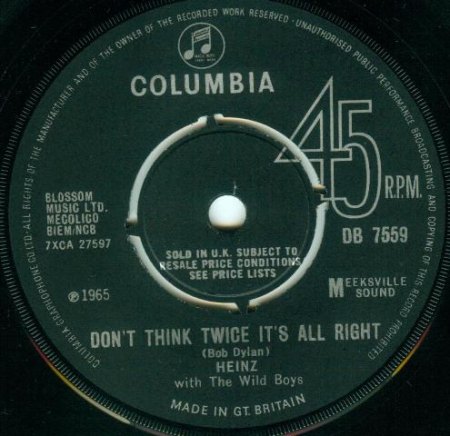 COLUMBIA GRAPHOPHONE CO LTD·ALL RIGHTS OF THE MANUFACTURER AND OF THE OWNER OF THE RECORDED WORK RESERVED · UNAUTHORISED PUBLIC PERFORMANCE BROADCASTING AND COPYING OF THIS RECORD PROHIBITED
COLUMBIA
45
R.P.M.
BLOSSOM
MUSIC LTD.
MECOLICO
BIEM/NCB
7XCA 27597
DB 7559
SOLD IN U.K. SUBJECT TO
RESALE PRICE CONDITIONS,
SEE PRICE LISTS
℗ 1965
MEEKSVILLE
SOUND
DON'T THINK TWICE IT'S ALL RIGHT
(Bob Dylan)
HEINZ
with The Wild Boys
MADE IN GT. BRITAIN